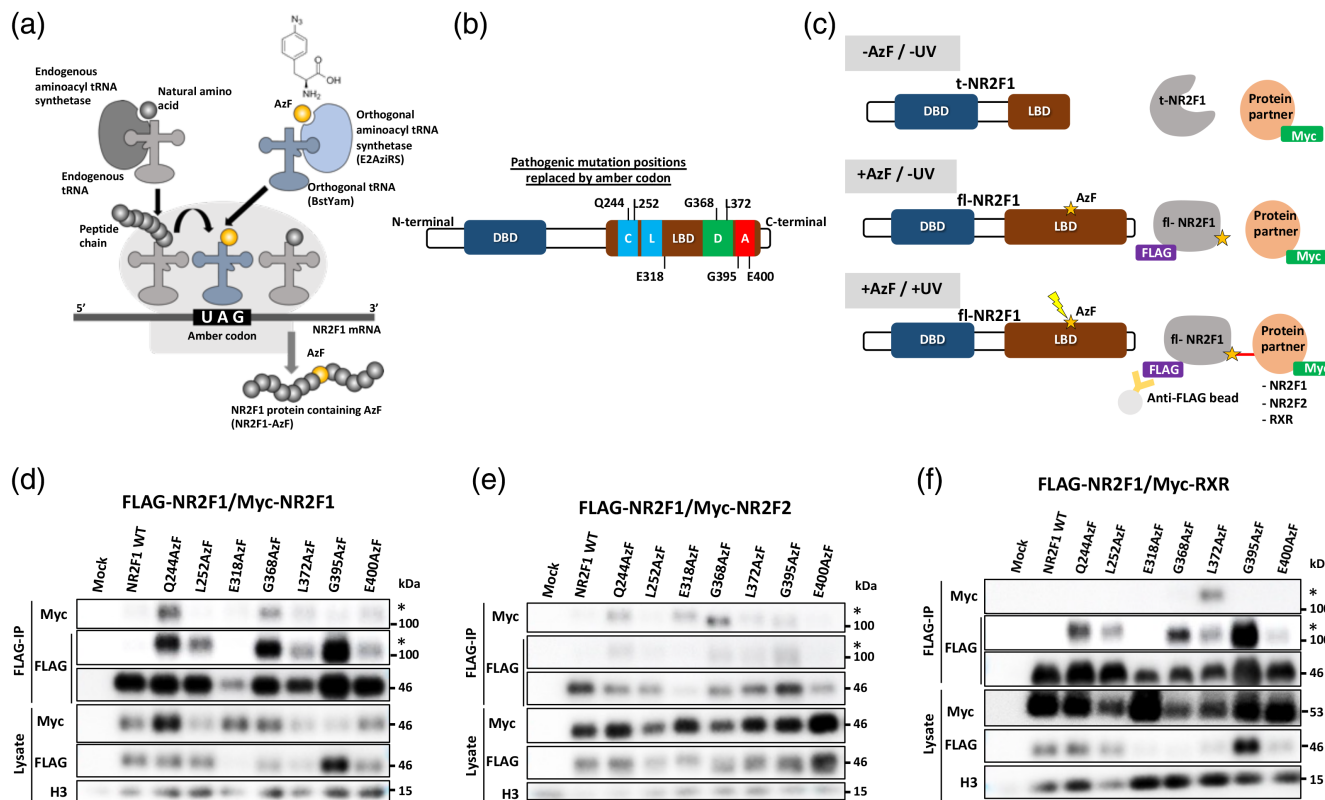 (a)
N₃
O
OH
NH₂
Endogenous
aminoacyl tRNA
synthetase
Natural amino
acid
AzF
Orthogonal
aminoacyl tRNA
synthetase
(E2AziRS)
Endogenous
tRNA
Orthogonal tRNA
(BstYam)
Peptide
chain
5’
3’
UAG
NR2F1 mRNA
Amber codon
AzF
NR2F1 protein containing AzF
(NR2F1-AzF)
(b)
Pathogenic mutation positions
replaced by amber codon
Q244 L252 G368 L372
N-terminal C-terminal
DBD C L LBD D A
E318 G395 E400
(c)
-AzF / -UV
t-NR2F1
DBD LBD
t-NR2F1
Protein
partner
Myc
+AzF / -UV
fl-NR2F1
AzF
DBD LBD
fl- NR2F1
FLAG
Protein
partner
Myc
+AzF / +UV
fl-NR2F1
AzF
DBD LBD
fl- NR2F1
FLAG
Protein
partner
Myc
Anti-FLAG bead
- NR2F1
- NR2F2
- RXR
(d)
FLAG-NR2F1/Myc-NR2F1
Mock NR2F1 WT Q244AzF L252AzF E318AzF G368AzF L372AzF G395AzF E400AzF
kDa
FLAG-IP
Myc * 100
FLAG * 100
46
Lysate
Myc 46
FLAG 46
H3 15
(e)
FLAG-NR2F1/Myc-NR2F2
Mock NR2F1 WT Q244AzF L252AzF E318AzF G368AzF L372AzF G395AzF E400AzF
kDa
FLAG-IP
Myc * 100
FLAG * 100
46
Lysate
Myc 46
FLAG 46
H3 15
(f)
FLAG-NR2F1/Myc-RXR
Mock NR2F1 WT Q244AzF L252AzF E318AzF G368AzF L372AzF G395AzF E400AzF
kD
FLAG-IP
Myc * 100
FLAG * 100
46
Lysate
Myc 53
FLAG 46
H3 15